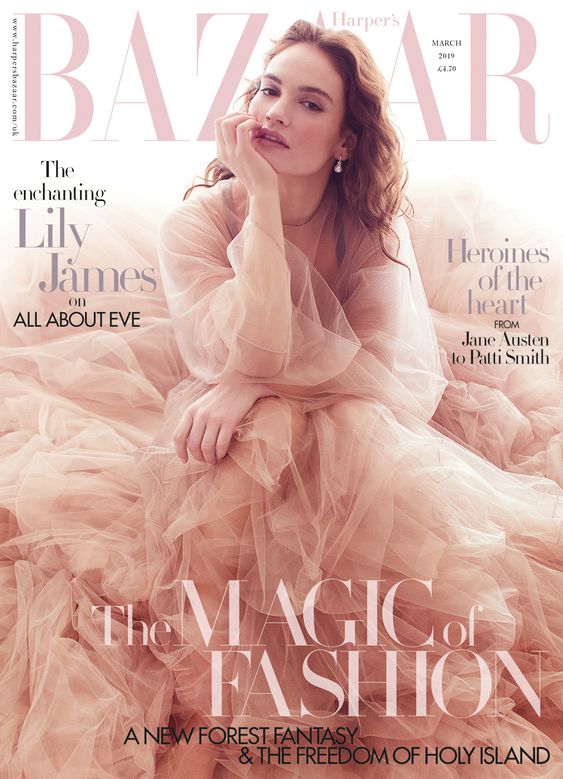 www.harpersbazaar.com/uk
Harper's
BAZAAR
MARCH
2019
£4.70
The
enchanting
Lily
James
on
ALL ABOUT EVE
Heroines
of the
heart
FROM
Jane Austen
to Patti Smith
The MAGIC of
FASHION
A NEW FOREST FANTASY
& THE FREEDOM OF HOLY ISLAND